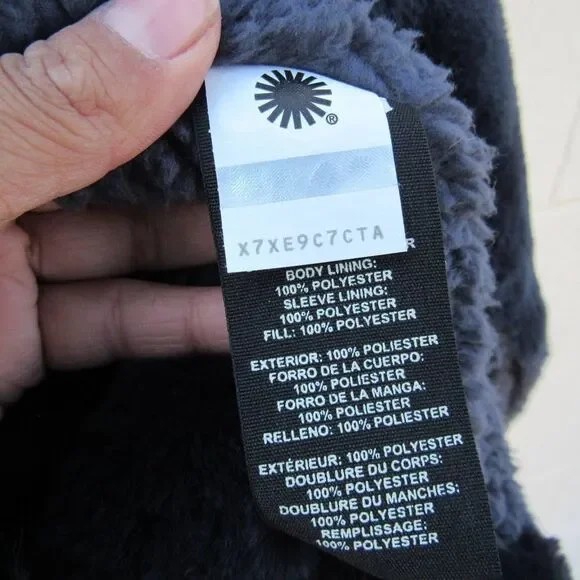 ®
X7XE9C7CTA
BODY LINING:
100% POLYESTER
SLEEVE LINING:
100% POLYESTER
FILL: 100% POLYESTER
EXTERIOR: 100% POLIESTER
FORRO DE LA CUERPO:
100% POLIESTER
FORRO DE LA MANGA:
100% POLIESTER
RELLENO: 100% POLIESTER
EXTÉRIEUR: 100% POLYESTER
DOUBLURE DU CORPS:
100% POLYESTER
DOUBLURE DU MANCHES:
100% POLYESTER
REMPLISSAGE:
100% POLYESTER